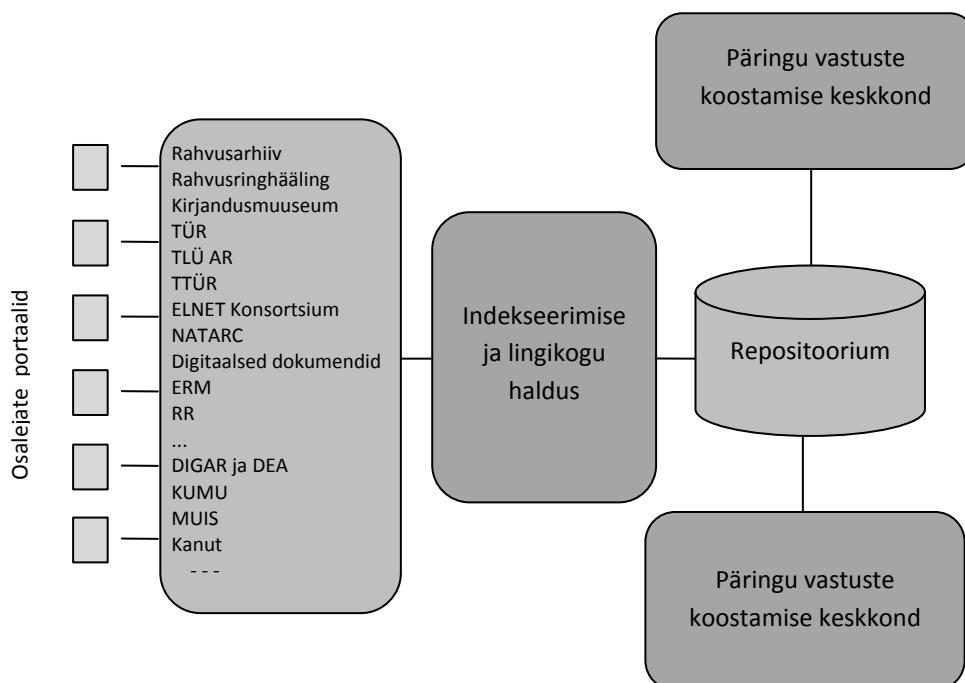 Osalejate portaalid
Rahvusarhiiv
Rahvusringhääling
Kirjandusmuuseum
TÜR
TLÜ AR
TTÜR
ELNET Konsortsium
NATARC
Digitaalsed dokumendid
ERM
RR
...
DIGAR ja DEA
KUMU
MUIS
Kanut
- - -
Indekseerimise
ja lingikogu
haldus
Päringu vastuste
koostamise keskkond
Repositoorium
Päringu vastuste
koostamise keskkond